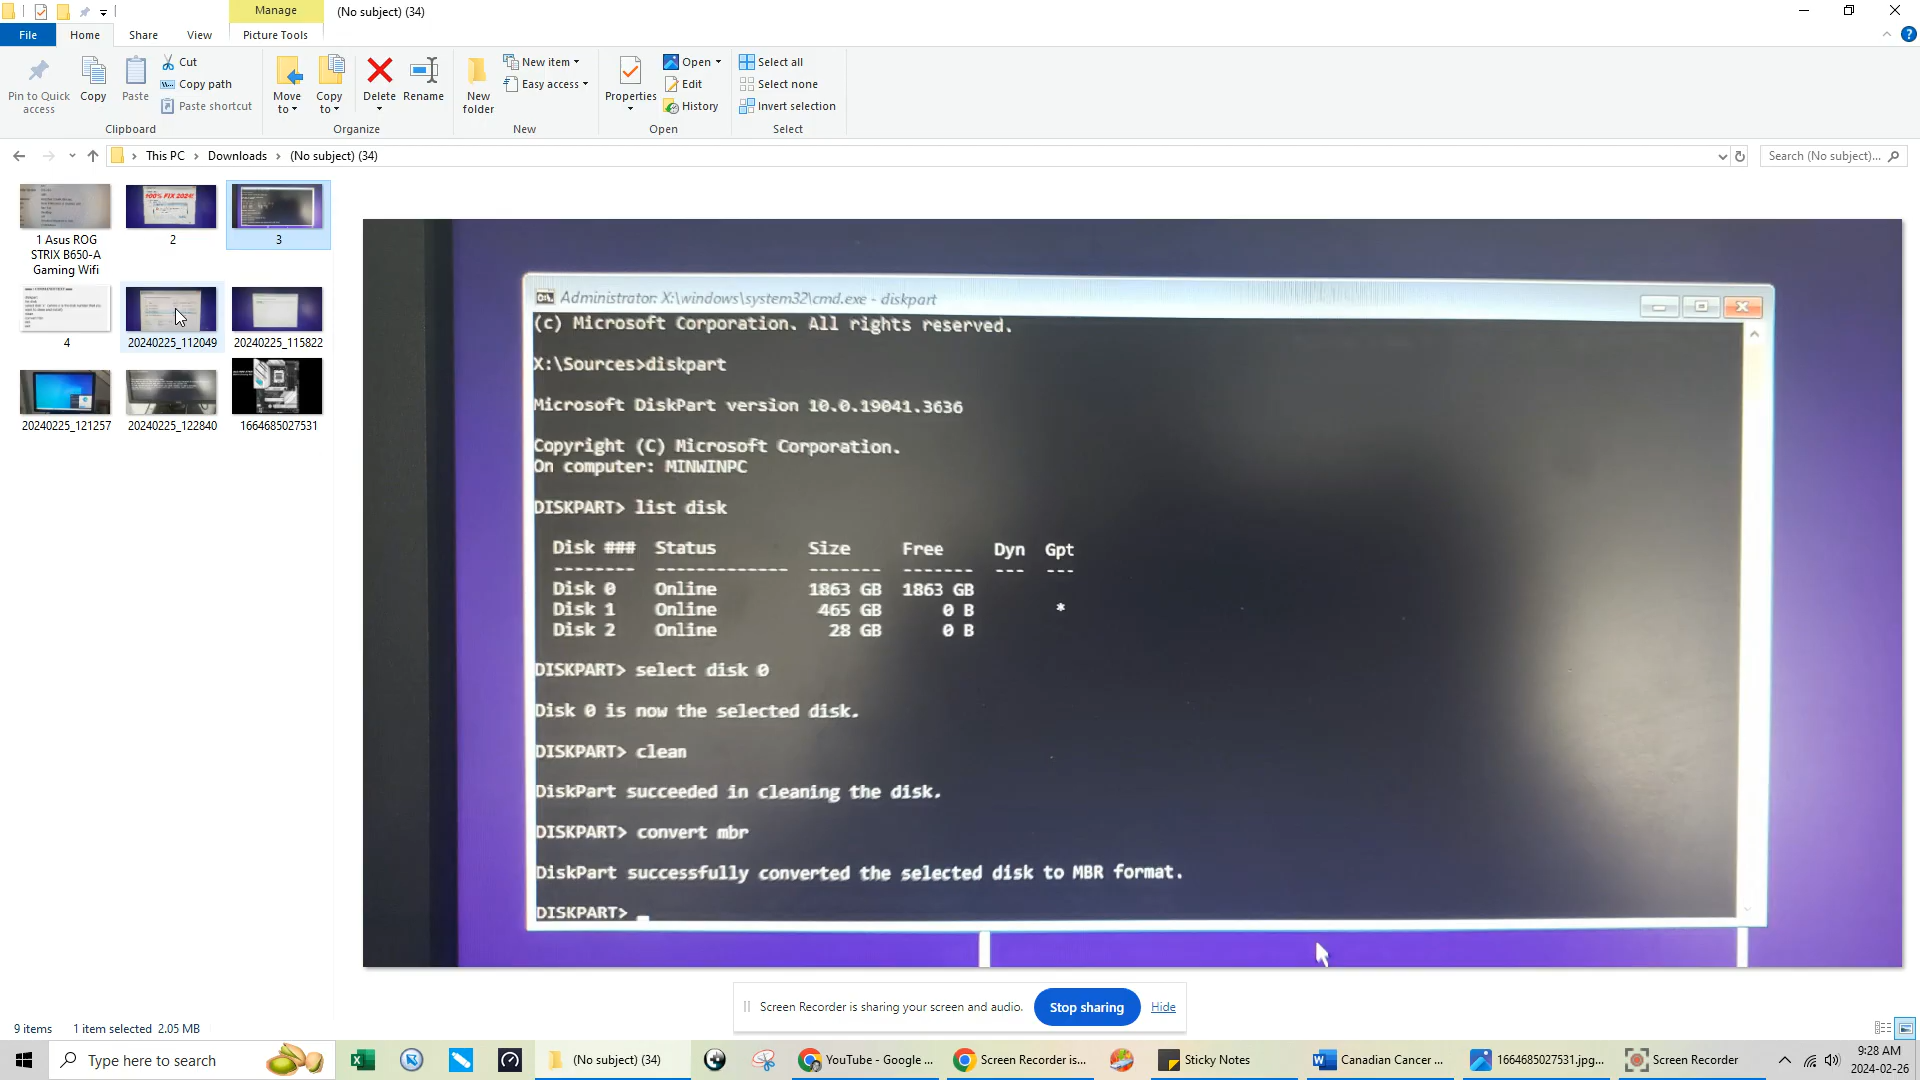 Manage
(No subject) (34)
File
Home
Share
View
Picture Tools
Pin to Quick
access
Copy
Paste
Cut
Copy path
Paste shortcut
Move
to
Copy
to
Delete
Rename
New
folder
New item
Easy access
Properties
Open
Edit
History
Select all
Select none
Invert selection
Clipboard
Organize
New
Open
Select
This PC
Downloads
(No subject) (34)
Search (No subject)...
100% FIX 2024!
1 Asus ROG
STRIX B650-A
Gaming Wifi
2
3
4
20240225_112049
20240225_115822
20240225_121257
20240225_122840
1664685027531
Administrator: X:\windows\system32\cmd.exe - diskpart
(c) Microsoft Corporation. All rights reserved.
X:\Sources>diskpart
Microsoft DiskPart version 10.0.19041.3636
Copyright (C) Microsoft Corporation.
On computer: MINWINPC
DISKPART> list disk
Disk ### Status Size Free Dyn Gpt
-------- ------------- ------- ------- --- ---
Disk 0 Online 1863 GB 1863 GB
Disk 1 Online 465 GB 0 B *
Disk 2 Online 28 GB 0 B
DISKPART> select disk 0
Disk 0 is now the selected disk.
DISKPART> clean
DiskPart succeeded in cleaning the disk.
DISKPART> convert mbr
DiskPart successfully converted the selected disk to MBR format.
DISKPART> _
Screen Recorder is sharing your screen and audio.
Stop sharing
Hide
9 items
1 item selected 2.05 MB
Type here to search
(No subject) (34)
YouTube - Google ...
Screen Recorder is...
Sticky Notes
Canadian Cancer ...
1664685027531.jpg...
Screen Recorder
9:28 AM
2024-02-26